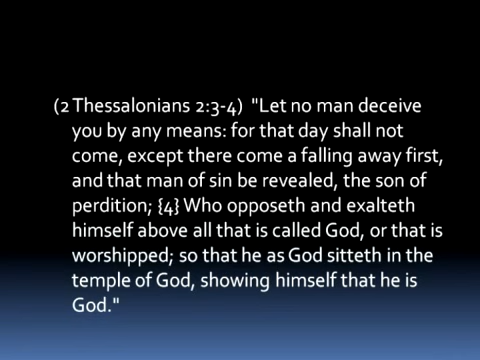 (2 Thessalonians 2:3-4) "Let no man deceive
you by any means: for that day shall not
come, except there come a falling away first,
and that man of sin be revealed, the son of
perdition; {4} Who opposeth and exalteth
himself above all that is called God, or that is
worshipped; so that he as God sitteth in the
temple of God, showing himself that he is
God."